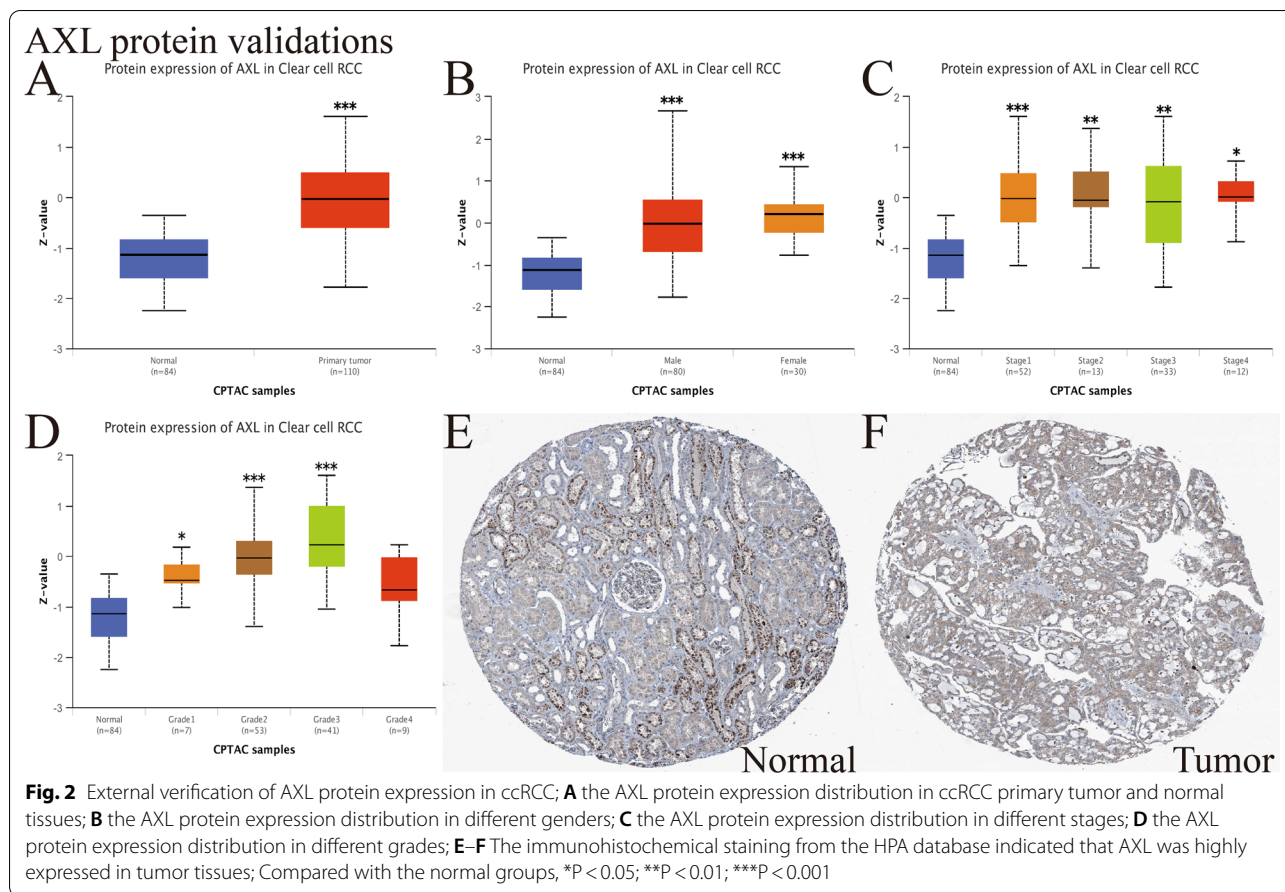 AXL protein validations
A
Protein expression of AXL in Clear cell RCC
***
2
1
0
-1
-2
-3
Z-value
Normal
(n=84)
Primary tumor
(n=110)
CPTAC samples
B
Protein expression of AXL in Clear cell RCC
***
***
3
2
1
0
-1
-2
-3
Z-value
Normal
(n=84)
Male
(n=80)
Female
(n=30)
CPTAC samples
C
Protein expression of AXL in Clear cell RCC
***
**
**
*
2
1
0
-1
-2
-3
Z-value
Normal
(n=84)
Stage1
(n=52)
Stage2
(n=13)
Stage3
(n=33)
Stage4
(n=12)
CPTAC samples
D
Protein expression of AXL in Clear cell RCC
*
***
***
2
1
0
-1
-2
-3
Z-value
Normal
(n=84)
Grade1
(n=7)
Grade2
(n=53)
Grade3
(n=41)
Grade4
(n=9)
CPTAC samples
E
Normal
F
Tumor
Fig. 2 External verification of AXL protein expression in ccRCC; A the AXL protein expression distribution in ccRCC primary tumor and normal
tissues; B the AXL protein expression distribution in different genders; C the AXL protein expression distribution in different stages; D the AXL
protein expression distribution in different grades; E–F The immunohistochemical staining from the HPA database indicated that AXL was highly
expressed in tumor tissues; Compared with the normal groups, *P < 0.05; **P < 0.01; ***P < 0.001